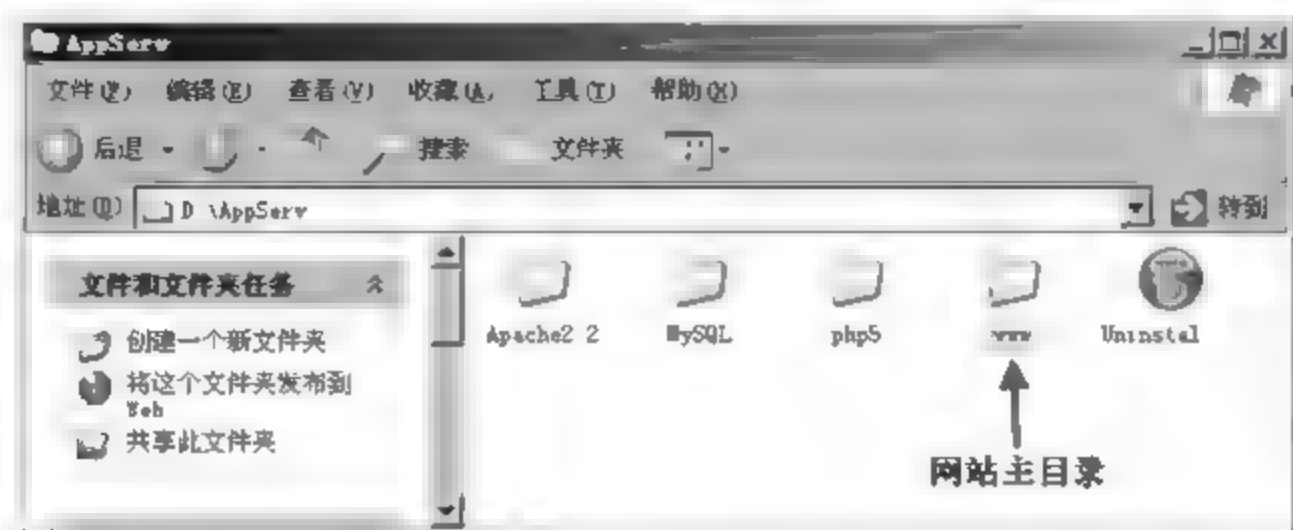 AppServ
文件(F) 编辑(E) 查看(V) 收藏(A) 工具(T) 帮助(H)
后退 搜索 文件夹
地址(D) D \AppServ 转到
文件和文件夹任务
创建一个新文件夹
将这个文件夹发布到
Web
共享此文件夹
Apache2 2 MySQL php5 www Uninstal
网站主目录